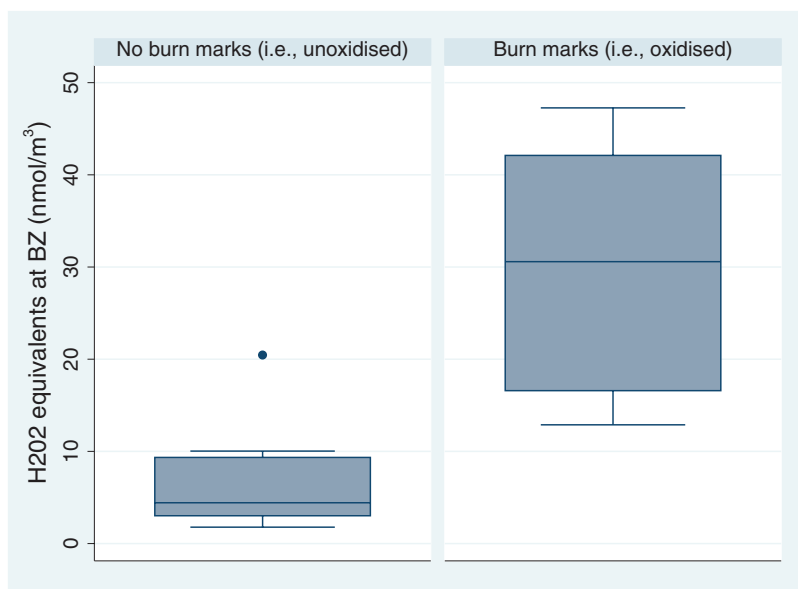 No burn marks (i.e., unoxidised)
Burn marks (i.e., oxidised)
H202 equivalents at BZ (nmol/m³)
50
40
30
20
10
0